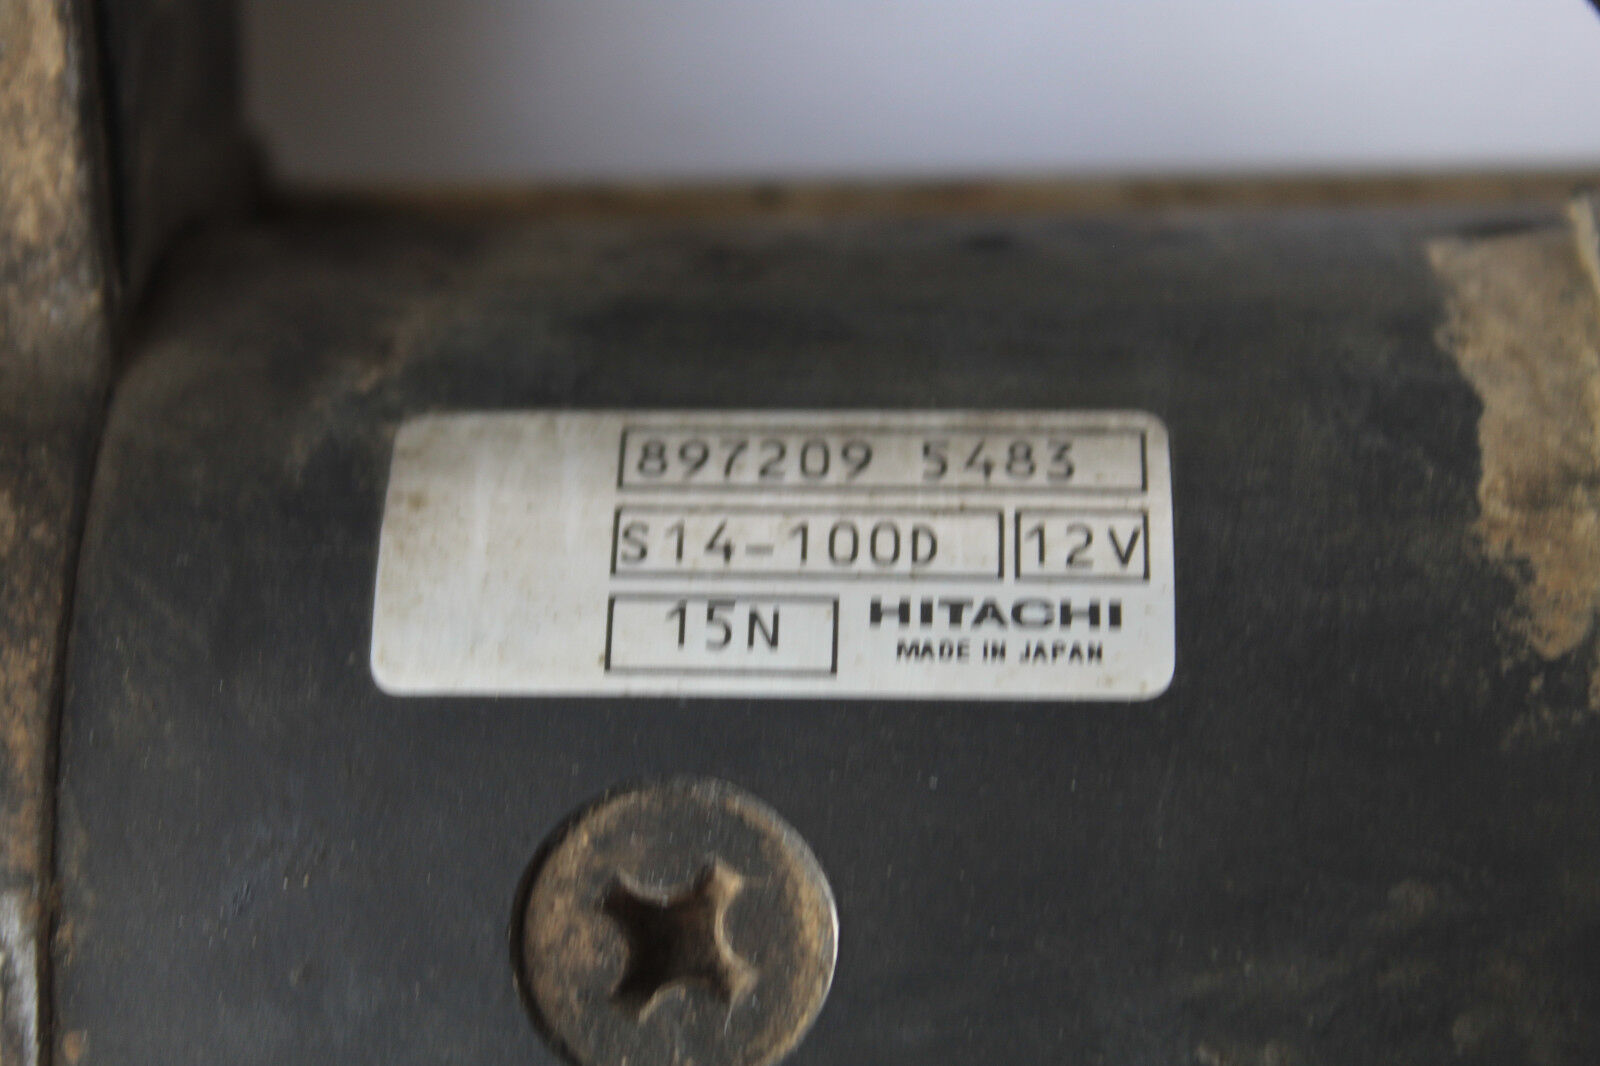 897209 5483
S14-100D 12V
15N HITACHI
MADE IN JAPAN